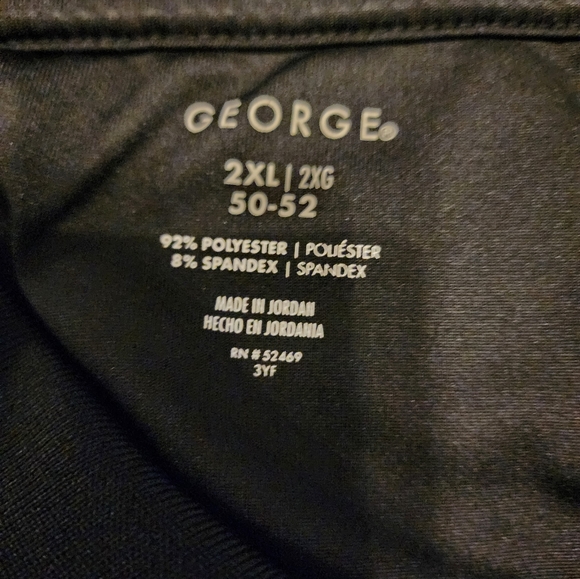 GEORGE®
2XL | 2XG
50-52
92% POLYESTER | POLIÉSTER
8% SPANDEX | SPANDEX
MADE IN JORDAN
HECHO EN JORDANIA
RN # 52469
3YF